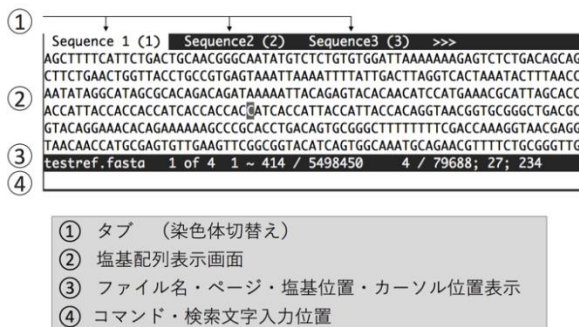 ①
Sequence 1 (1) Sequence2 (2) Sequence3 (3) >>>
AGCTTTTCATTCTGACTGCAACGGGCAATATGTCTCTGTGTGGATTAAAAAAAGAGTCTCTGACAGCAG
CTTCTGAACTGGTTACCTGCCGTGAGTAAATTAAAATTTTATTGACTTAGGTCACTAAATACTTTAACC
②
AATATAGGCATAGCGCACAGACAGATAAAAATTACAGAGTACACAACATCCATGAAACGCATTAGCACC
ACCATTACCACCACCATCACCACCACCATCACCATTACCATTACCACAGGTAACGGTGCGGGCTGACGC
GTACAGGAAACACAGAAAAAAGCCCGCACCTGACAGTGCGGGCTTTTTTTTTCGACCAAAGGTAACGAGG
TAACAACCATGCGAGTGTTGAAGTTCGGCGGTACATCAGTGGCAAATGCAGAACGTTTTCTGCGGGTTG
③
testref.fasta 1 of 4 1 ~ 414 / 5498450 4 / 79688; 27; 234
④
① タブ （染色体切替え）
② 塩基配列表示画面
③ ファイル名・ページ・塩基位置・カーソル位置表示
④ コマンド・検索文字入力位置